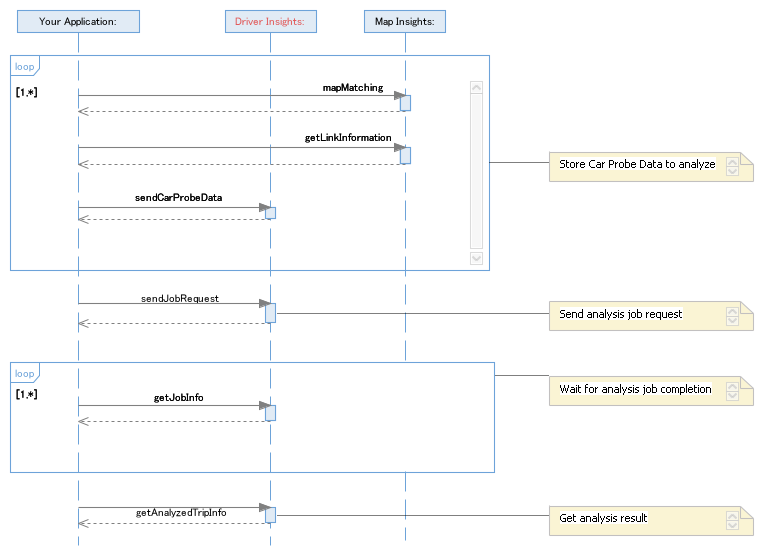 Your Application:
Driver Insights:
Map Insights:
loop
[1,*]
mapMatching
getLinkInformation
Store Car Probe Data to analyze
sendCarProbeData
sendJobRequest
Send analysis job request
loop
[1,*]
Wait for analysis job completion
getJobInfo
getAnalyzedTripInfo
Get analysis result